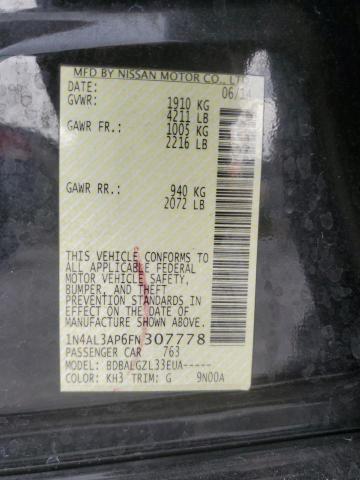 MFD BY NISSAN MOTOR CO., LTD
DATE: 06/14
GVWR: 1910 KG
4211 LB
GAWR FR.: 1005 KG
2216 LB
GAWR RR.: 940 KG
2072 LB
THIS VEHICLE CONFORMS TO
ALL APPLICABLE FEDERAL
MOTOR VEHICLE SAFETY,
BUMPER, AND THEFT
PREVENTION STANDARDS
IN EFFECT ON THE DATE OF
MANUFACTURE SHOWN ABOVE.
1N4AL3AP6FN307778
PASSENGER CAR 763
MODEL: BDBALGZL33EUA-----
COLOR: KH3 TRIM: G 9N00A